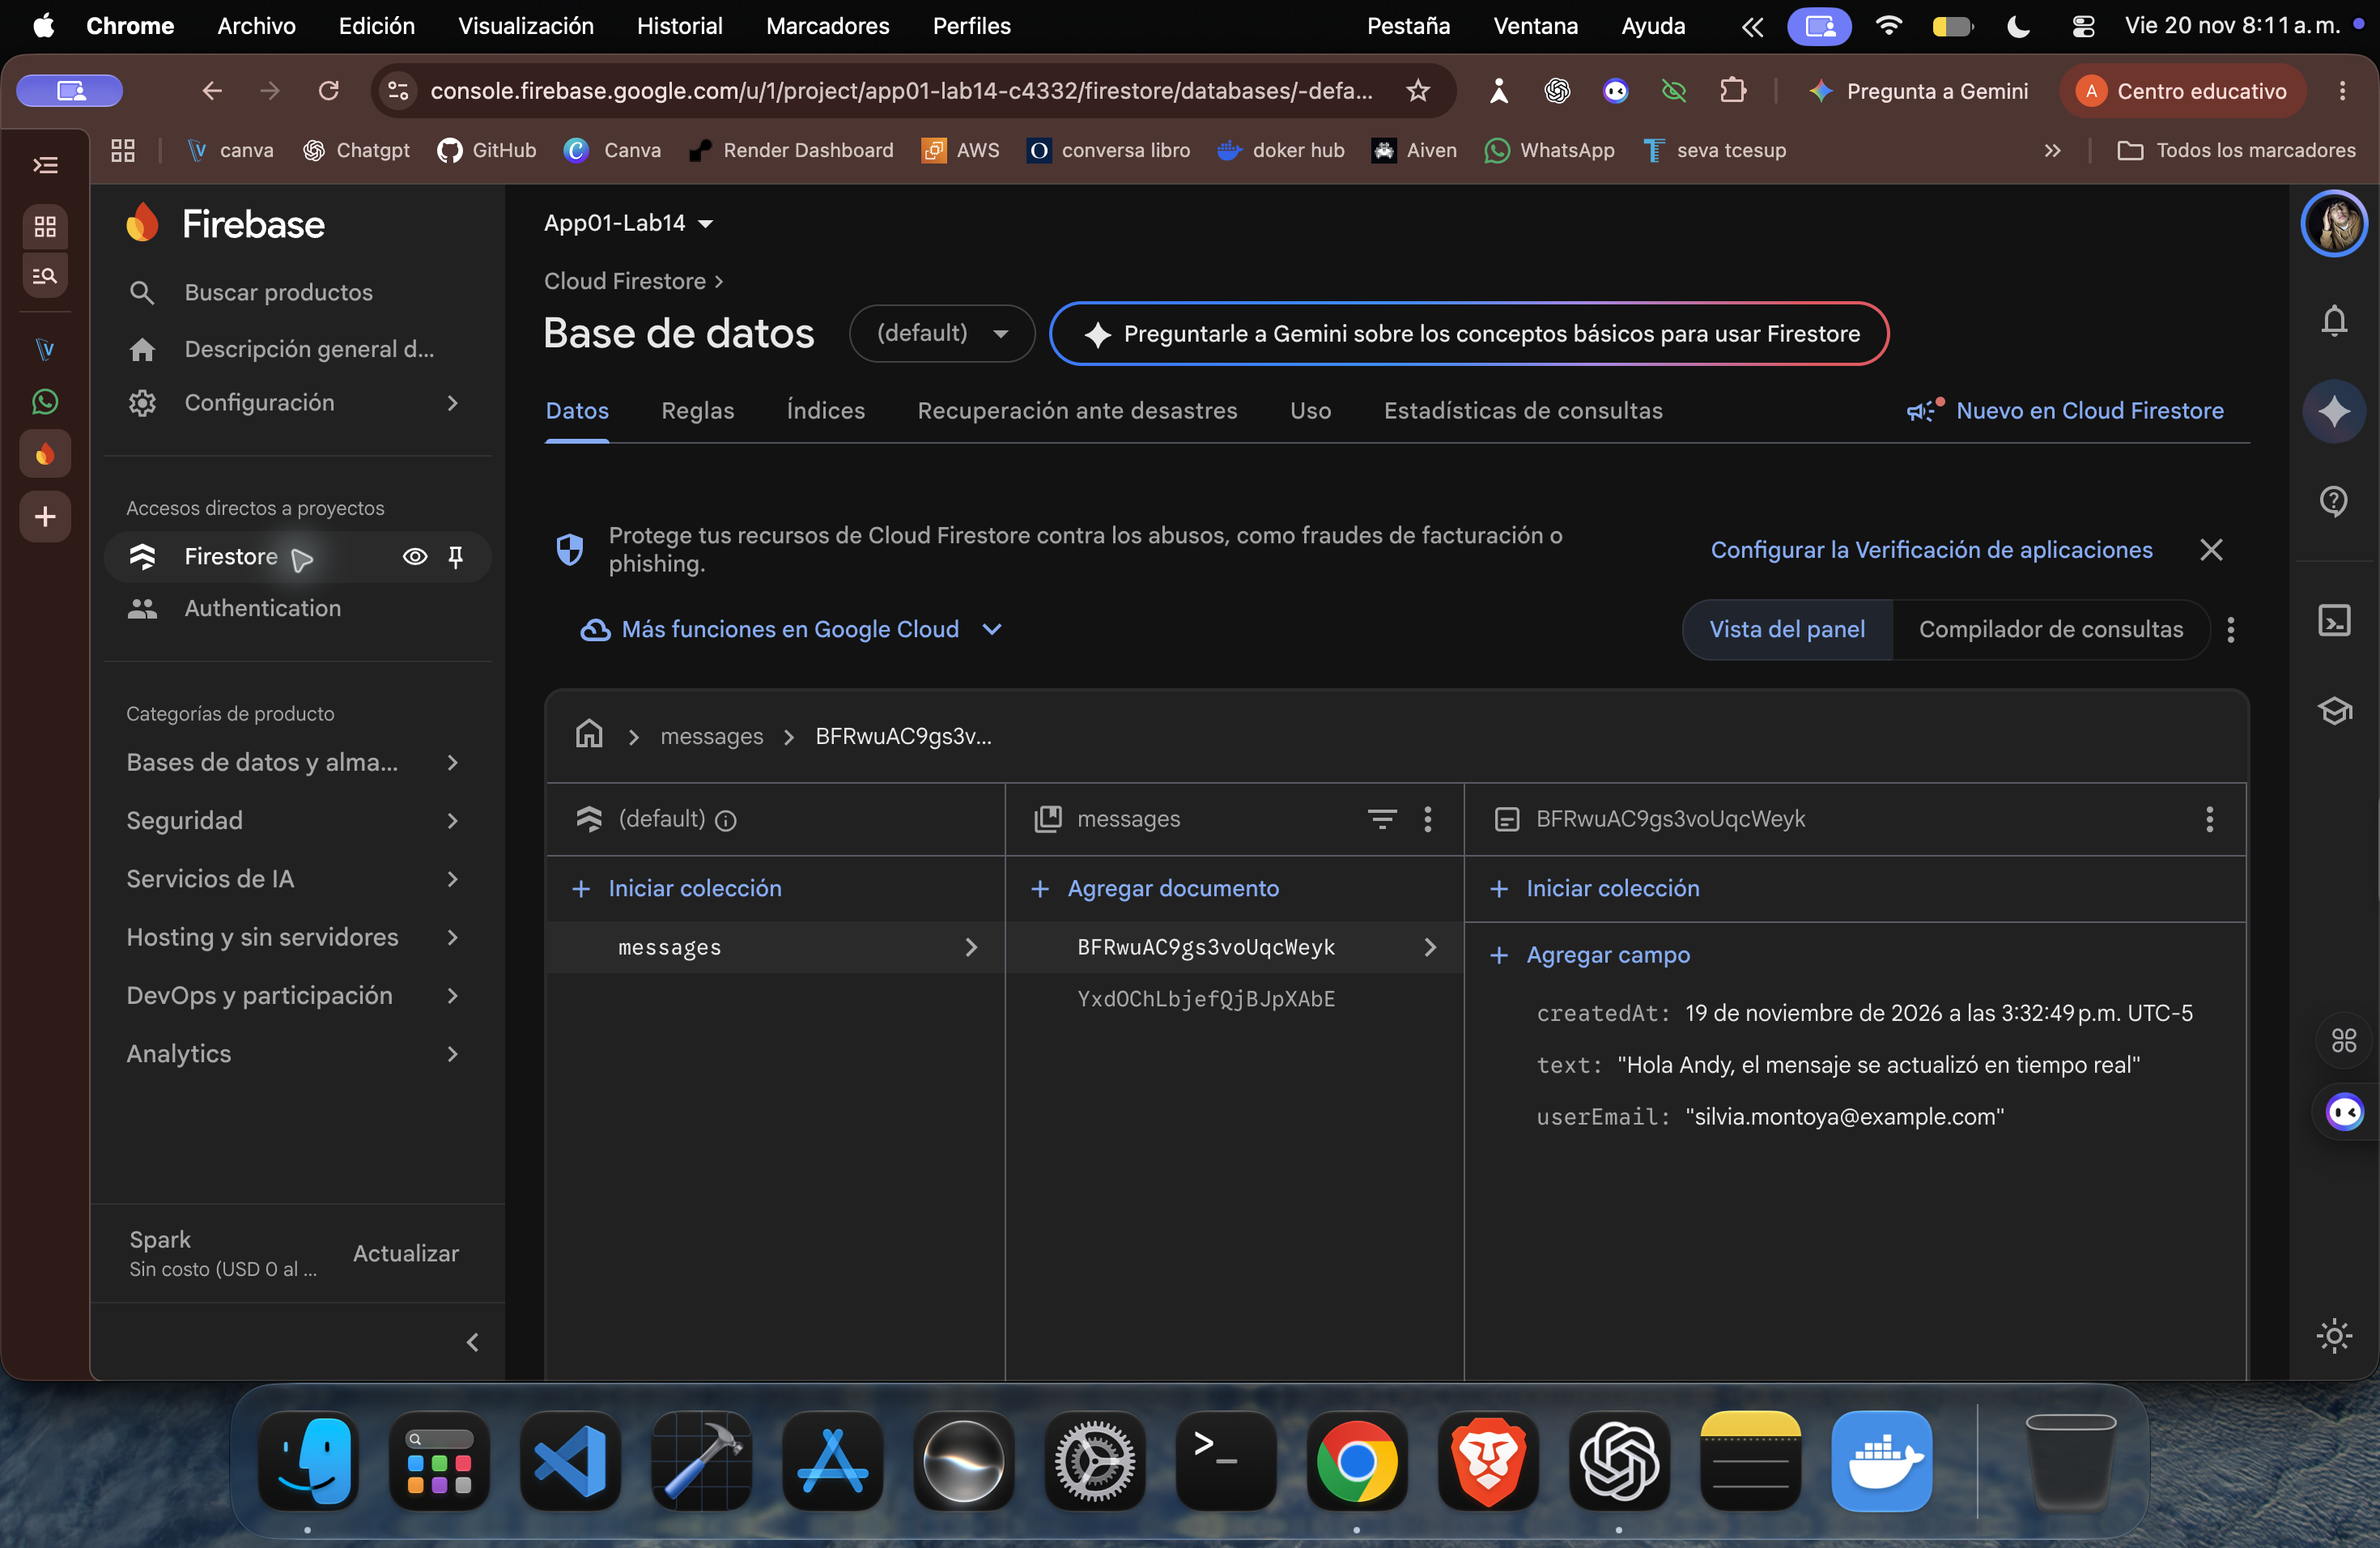 Chrome Archivo Edición Visualización Historial Marcadores Perfiles Pestaña Ventana Ayuda Vie 20 nov 8:11 a.m.
console.firebase.google.com/u/1/project/app01-lab14-c4332/firestore/databases/-defa... Pregunta a Gemini A Centro educativo
canva Chatgpt GitHub Canva Render Dashboard AWS conversa libro doker hub Aiven WhatsApp seva tcesup Todos los marcadores
Firebase
Buscar productos
Descripción general d...
Configuración
Accesos directos a proyectos
Firestore
Authentication
Categorías de producto
Bases de datos y alma...
Seguridad
Servicios de IA
Hosting y sin servidores
DevOps y participación
Analytics
Spark
Sin costo (USD 0 al ...
Actualizar
App01-Lab14
Cloud Firestore
Base de datos (default) Preguntarle a Gemini sobre los conceptos básicos para usar Firestore
Datos Reglas Índices Recuperación ante desastres Uso Estadísticas de consultas Nuevo en Cloud Firestore
Protege tus recursos de Cloud Firestore contra los abusos, como fraudes de facturación o
phishing.
Configurar la Verificación de aplicaciones
Más funciones en Google Cloud
Vista del panel Compilador de consultas
messages BFRwuAC9gs3v...
(default)
Iniciar colección
messages
messages
Agregar documento
BFRwuAC9gs3voUqcWeyk
YxdOChLbjefQjBJpXAbE
BFRwuAC9gs3voUqcWeyk
Iniciar colección
Agregar campo
createdAt: 19 de noviembre de 2026 a las 3:32:49 p.m. UTC-5
text: "Hola Andy, el mensaje se actualizó en tiempo real"
userEmail: "silvia.montoya@example.com"